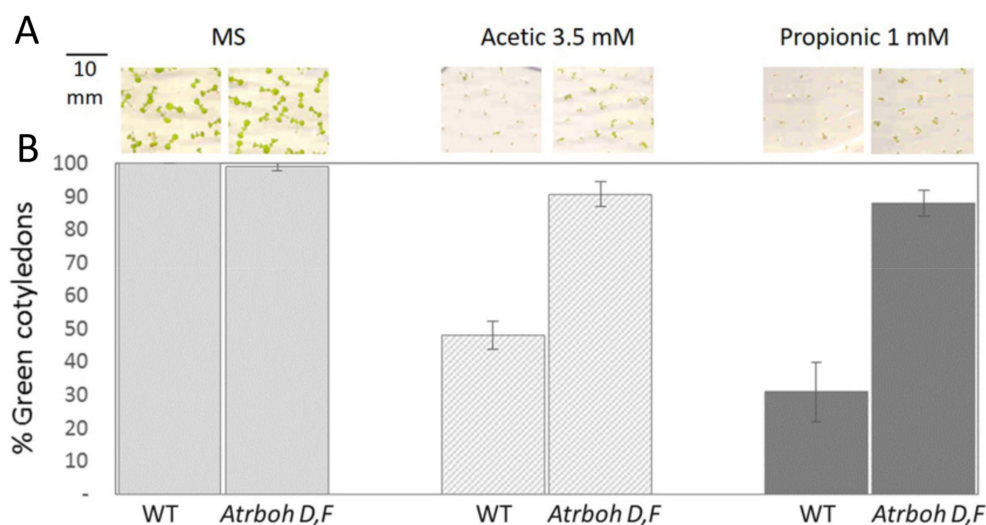 A
MS
Acetic 3.5 mM
Propionic 1 mM
10
mm
B
% Green cotyledons
100
90
80
70
60
50
40
30
20
10
-
WT
Atrboh D,F
WT
Atrboh D,F
WT
Atrboh D,F